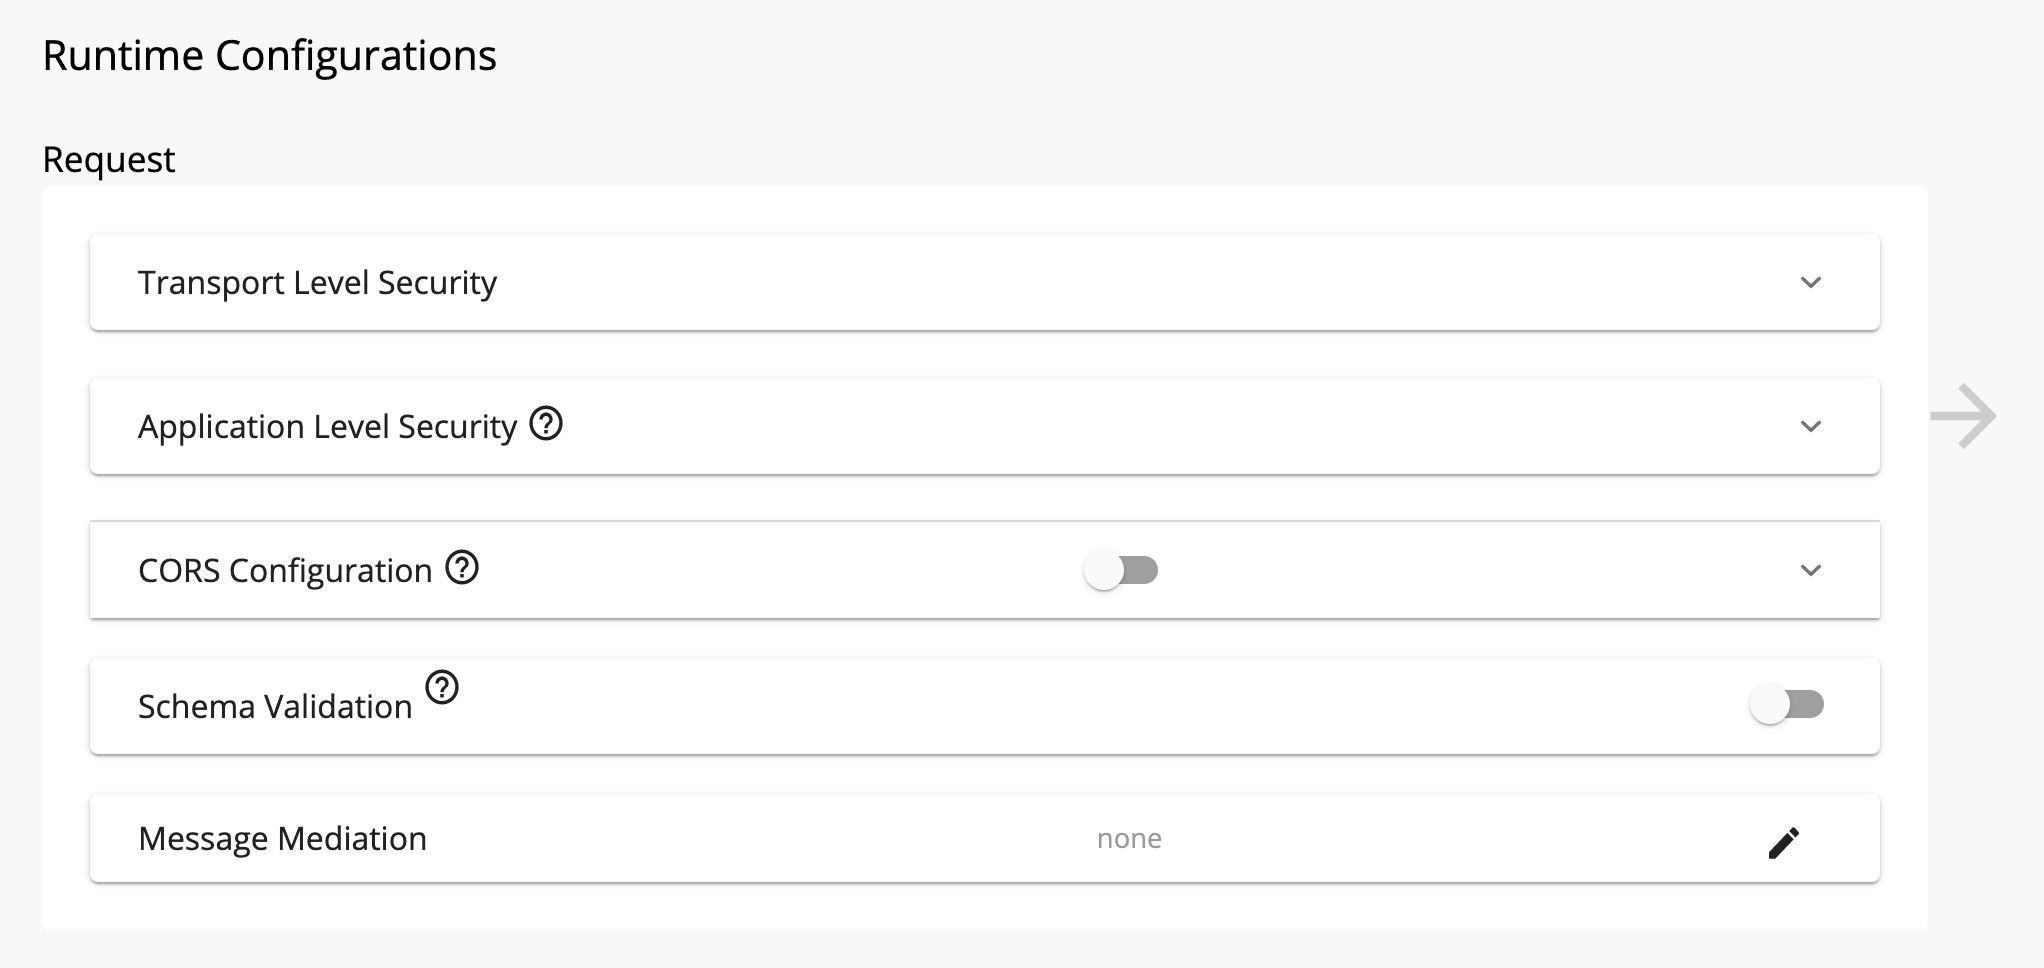 Runtime Configurations
Request
Transport Level Security
Application Level Security
CORS Configuration
Schema Validation
Message Mediation none